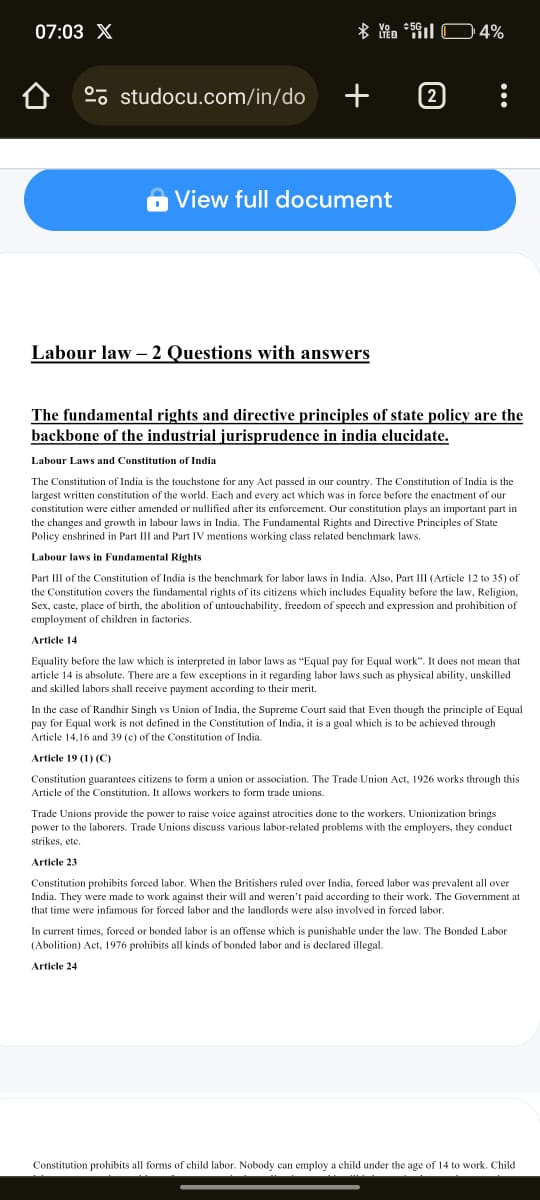 07:03 X
Vo LTE 5G 4%
studocu.com/in/do
2
View full document
Labour law – 2 Questions with answers
The fundamental rights and directive principles of state policy are the
backbone of the industrial jurisprudence in india elucidate.
Labour Laws and Constitution of India
The Constitution of India is the touchstone for any Act passed in our country. The Constitution of India is the
largest written constitution of the world. Each and every act which was in force before the enactment of our
constitution were either amended or nullified after its enforcement. Our constitution plays an important part in
the changes and growth in labour laws in India. The Fundamental Rights and Directive Principles of State
Policy enshrined in Part III and Part IV mentions working class related benchmark laws.
Labour laws in Fundamental Rights
Part III of the Constitution of India is the benchmark for labor laws in India. Also, Part III (Article 12 to 35) of
the Constitution covers the fundamental rights of its citizens which includes Equality before the law, Religion,
Sex, caste, place of birth, the abolition of untouchability, freedom of speech and expression and prohibition of
employment of children in factories.
Article 14
Equality before the law which is interpreted in labor laws as “Equal pay for Equal work”. It does not mean that
article 14 is absolute. There are a few exceptions in it regarding labor laws such as physical ability, unskilled
and skilled labors shall receive payment according to their merit.
In the case of Randhir Singh vs Union of India, the Supreme Court said that Even though the principle of Equal
pay for Equal work is not defined in the Constitution of India, it is a goal which is to be achieved through
Article 14,16 and 39 (c) of the Constitution of India.
Article 19 (1) (C)
Constitution guarantees citizens to form a union or association. The Trade Union Act, 1926 works through this
Article of the Constitution. It allows workers to form trade unions.
Trade Unions provide the power to raise voice against atrocities done to the workers. Unionization brings
power to the laborers. Trade Unions discuss various labor-related problems with the employers, they conduct
strikes, etc.
Article 23
Constitution prohibits forced labor. When the Britishers ruled over India, forced labor was prevalent all over
India. They were made to work against their will and weren’t paid according to their work. The Government at
that time were infamous for forced labor and the landlords were also involved in forced labor.
In current times, forced or bonded labor is an offense which is punishable under the law. The Bonded Labor
(Abolition) Act, 1976 prohibits all kinds of bonded labor and is declared illegal.
Article 24
Constitution prohibits all forms of child labor. Nobody can employ a child under the age of 14 to work. Child